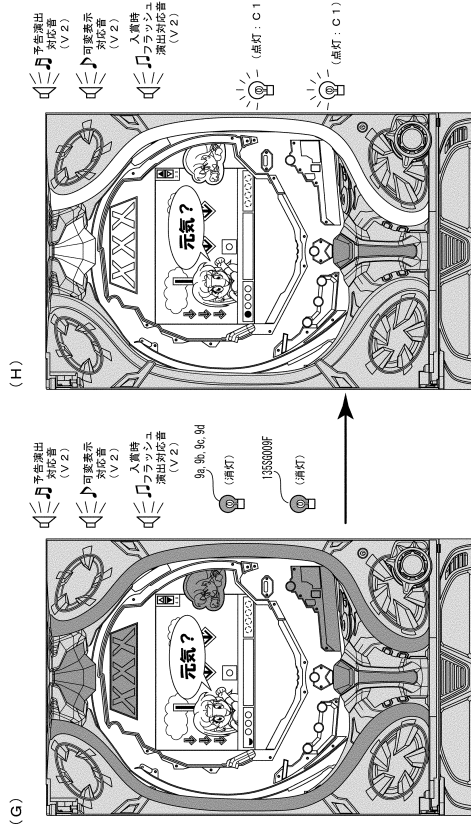 (G)
予告演出
対応音
(V2)
可変表示
対応音
(V2)
入賞時
フラッシュ
演出対応音
(V2)
9a, 9b, 9c, 9d
(消灯)
135SG009F
(消灯)
XXX
元気？
(H)
予告演出
対応音
(V2)
可変表示
対応音
(V2)
入賞時
フラッシュ
演出対応音
(V2)
(点灯：C1
(点灯：C1)
XXX
元気？